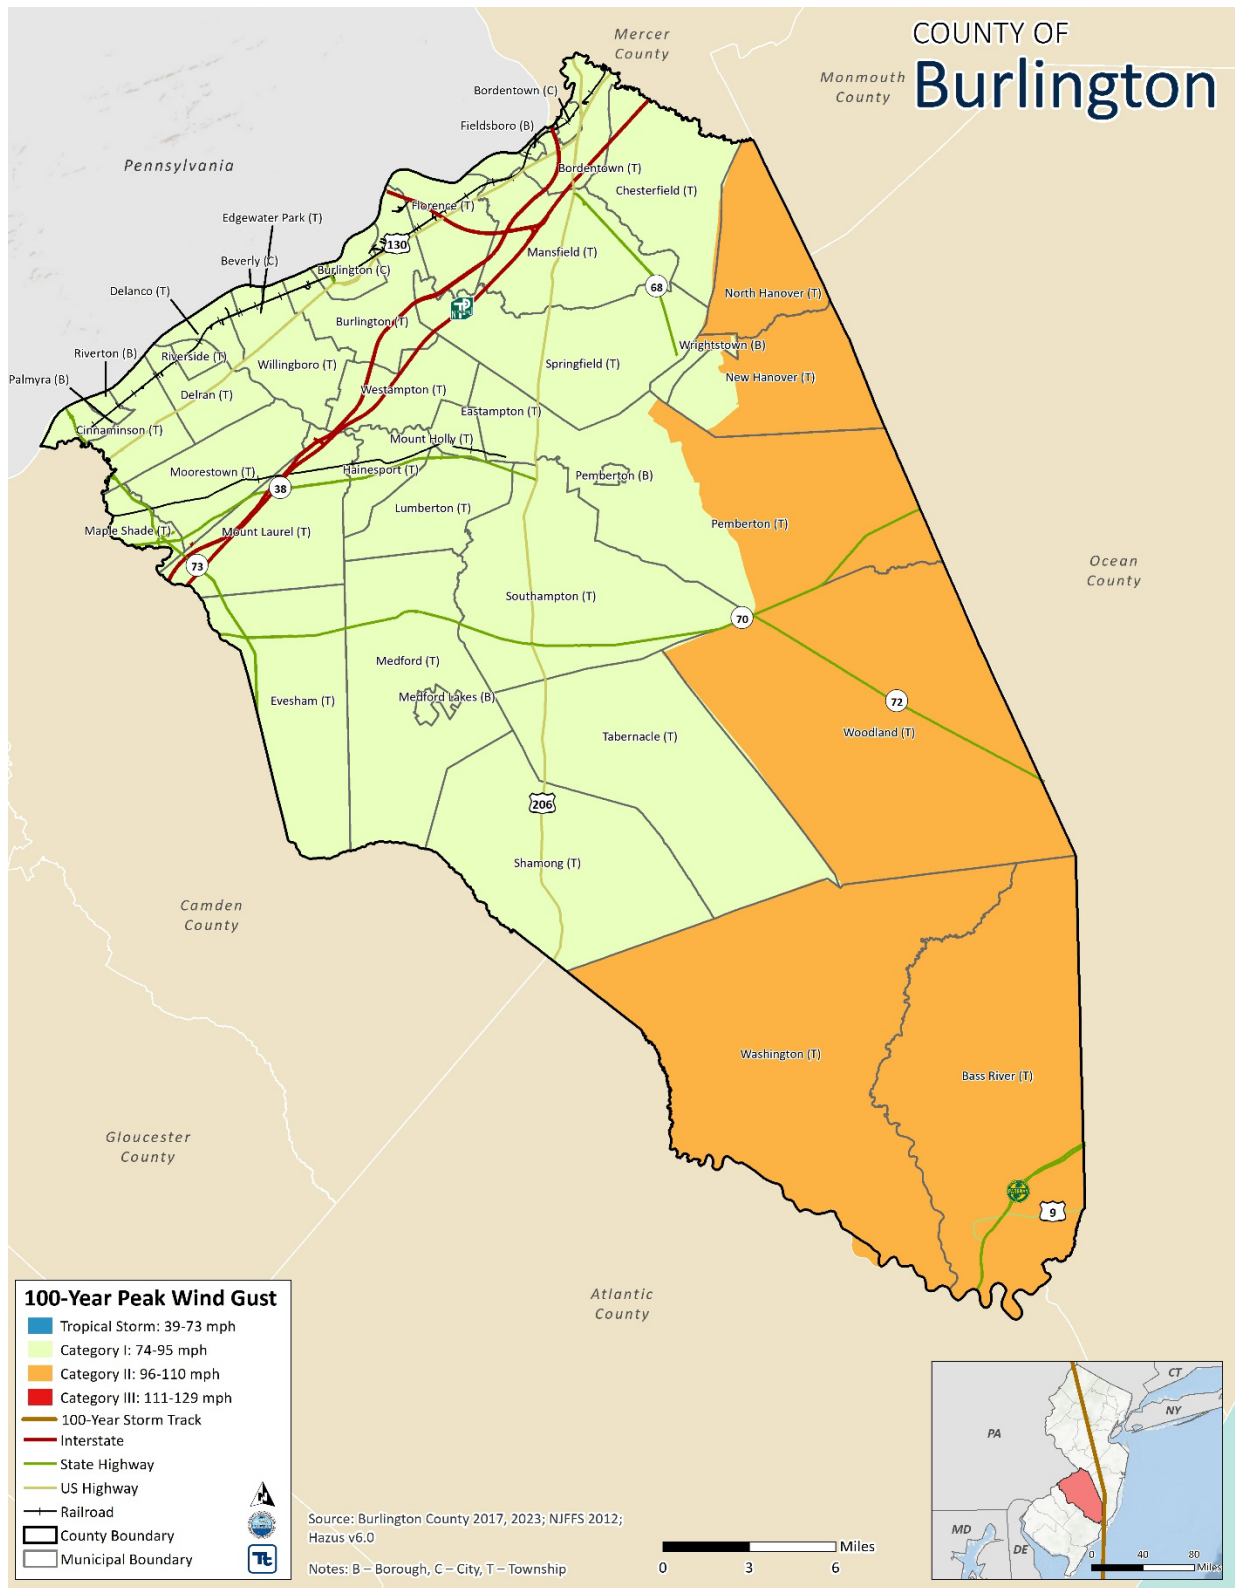 COUNTY OF
Burlington
Mercer
County
Monmouth
County
Pennsylvania
Bordentown (C)
Fieldsboro (B)
Bordentown (T)
Chesterfield (T)
Florence (T)
Edgewater Park (T)
130
Mansfield (T)
Beverly (C)
Burlington (C)
68
Delanco (T)
TP
North Hanover (T)
Burlington (T)
Wrightstown (B)
Riverton (B)
Riverside (T)
Willingboro (T)
Springfield (T)
New Hanover (T)
Palmyra (B)
Delran (T)
Westampton (T)
Eastampton (T)
Cinnaminson (T)
Mount Holly (T)
Moorestown (T)
Hainesport (T)
Pemberton (B)
38
Lumberton (T)
Pemberton (T)
Maple Shade (T)
Mount Laurel (T)
73
Ocean
County
Southampton (T)
70
Medford (T)
Evesham (T)
Medford Lakes (B)
72
Woodland (T)
Tabernacle (T)
206
Shamong (T)
Camden
County
Washington (T)
Bass River (T)
Gloucester
County
9
Atlantic
County
100-Year Peak Wind Gust
Tropical Storm: 39-73 mph
Category I: 74-95 mph
Category II: 96-110 mph
Category III: 111-129 mph
100-Year Storm Track
Interstate
State Highway
US Highway
Railroad
County Boundary
Municipal Boundary
N
Tt
Source: Burlington County 2017, 2023; NJFFS 2012;
Hazus v6.0
Notes: B – Borough, C – City, T – Township
Miles
0 3 6
CT
NY
PA
MD
DE
0 40 80
Miles